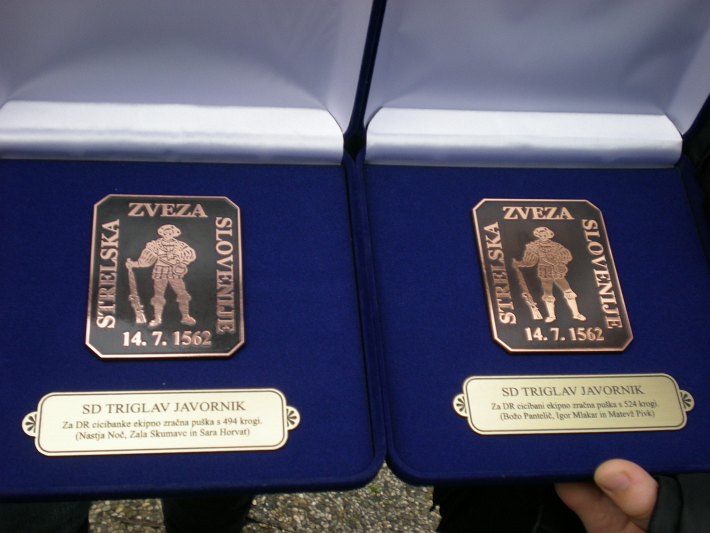 STRELSKA
ZVEZA
SLOVENIJE
14. 7. 1562
SD TRIGLAV JAVORNIK
Za DR cicibanke ekipno zračna puška s 494 krogi.
(Nastja Noč, Zala Skumavc in Sara Horvat)
STRELSKA
ZVEZA
SLOVENIJE
14. 7. 1562
SD TRIGLAV JAVORNIK
Za DR cicibani ekipno zračna puška s 524 krogi.
(Božo Pantelič, Igor Mlakar in Matevž Pivk)